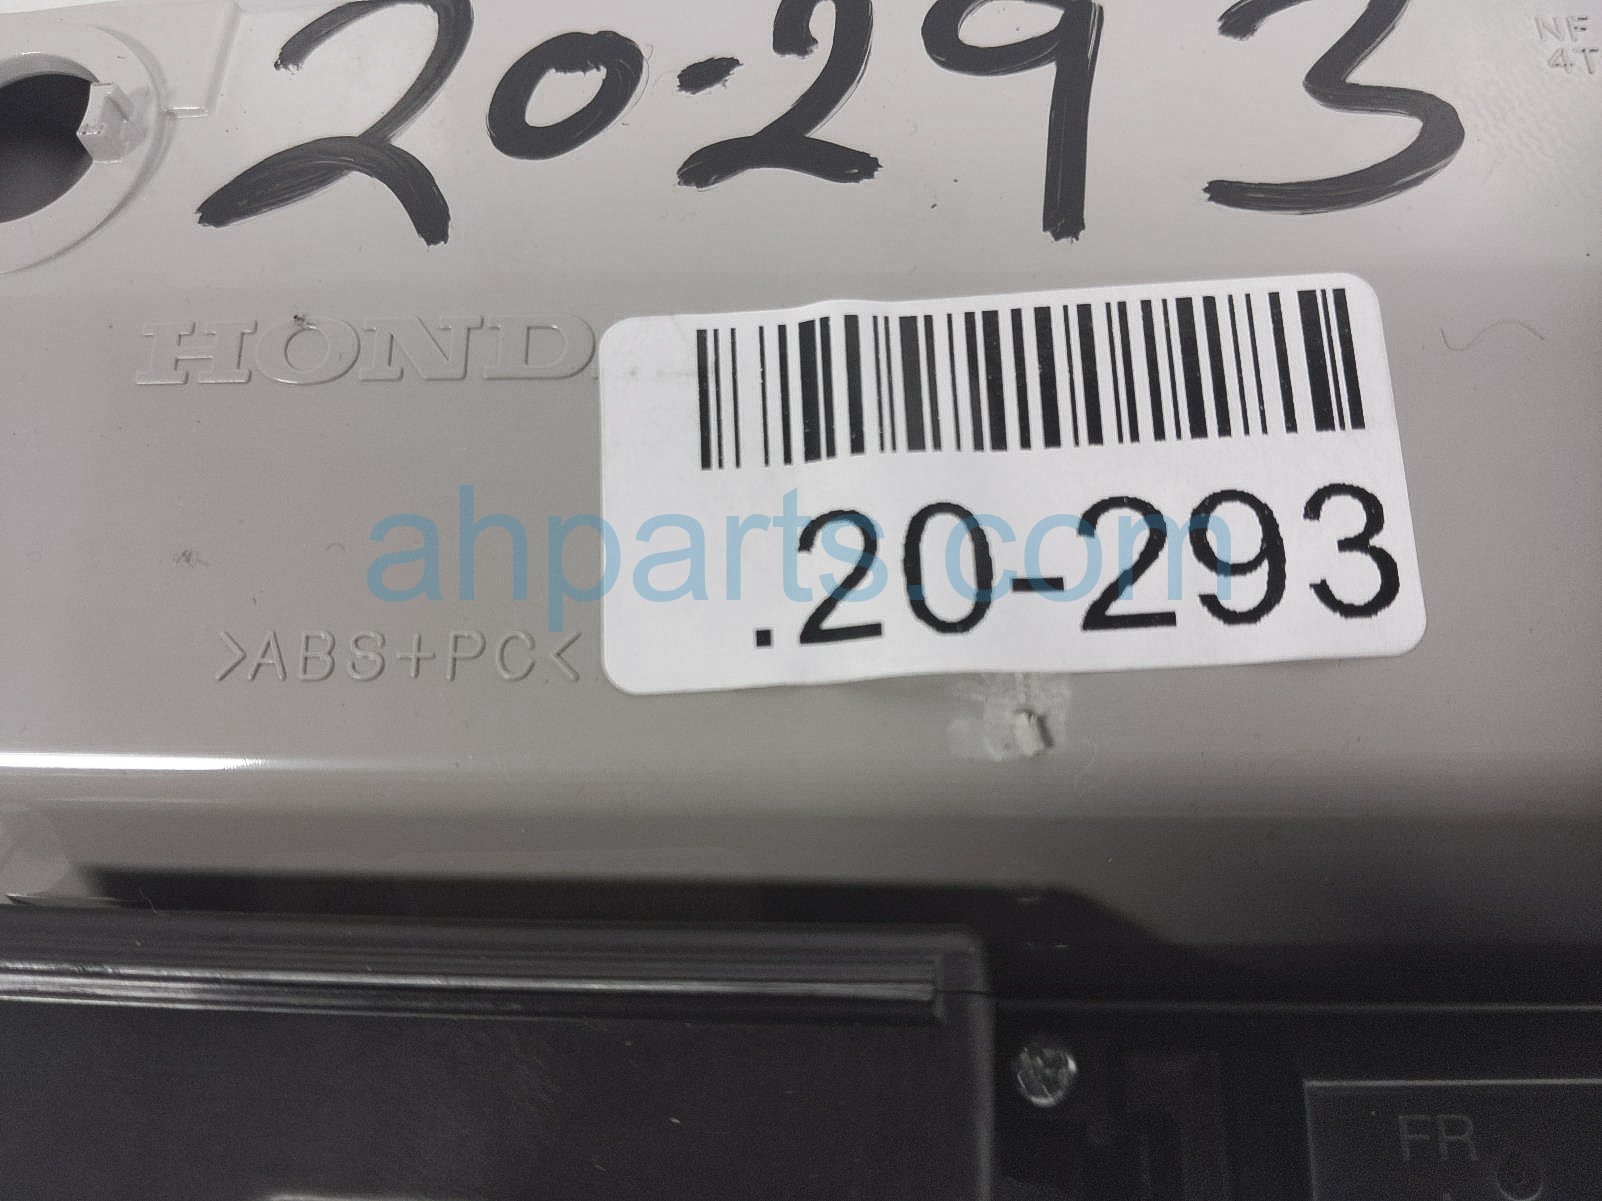 20-293
NF
4T
HOND
.20-293
ahparts.com
>ABS+PC<
FR